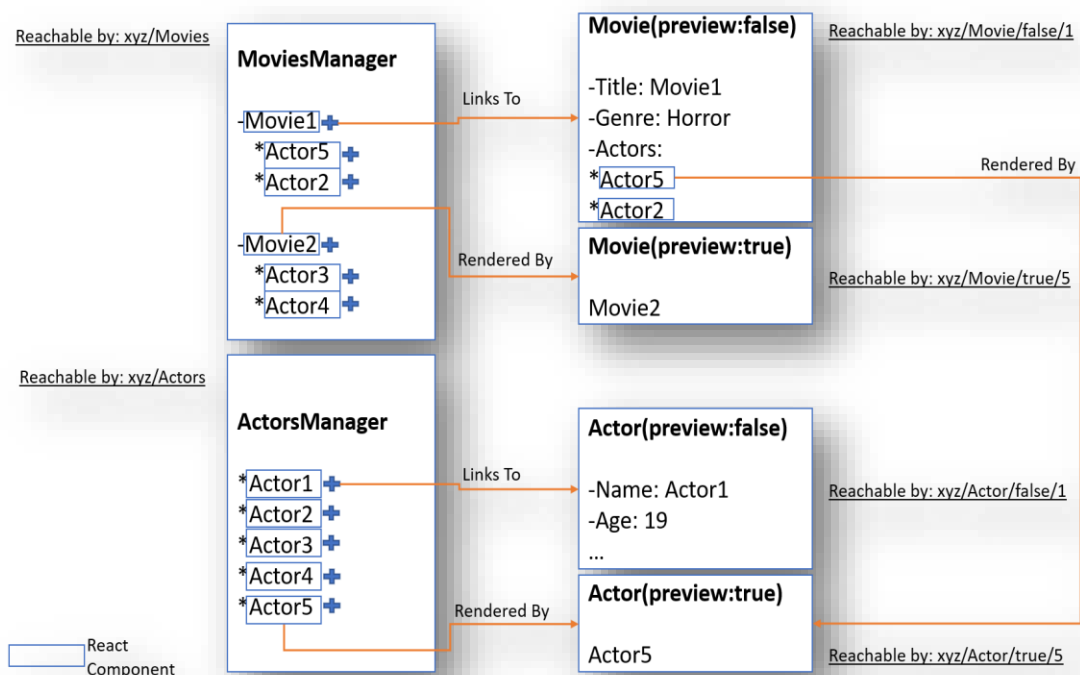 Reachable by: xyz/Movies
MoviesManager
-Movie1
*Actor5
*Actor2
-Movie2
*Actor3
*Actor4
Links To
Rendered By
Movie(preview:false)
-Title: Movie1
-Genre: Horror
-Actors:
*Actor5
*Actor2
Reachable by: xyz/Movie/false/1
Rendered By
Movie(preview:true)
Movie2
Reachable by: xyz/Movie/true/5
Reachable by: xyz/Actors
ActorsManager
*Actor1
*Actor2
*Actor3
*Actor4
*Actor5
Links To
Rendered By
Actor(preview:false)
-Name: Actor1
-Age: 19
...
Reachable by: xyz/Actor/false/1
Actor(preview:true)
Actor5
Reachable by: xyz/Actor/true/5
React
Component